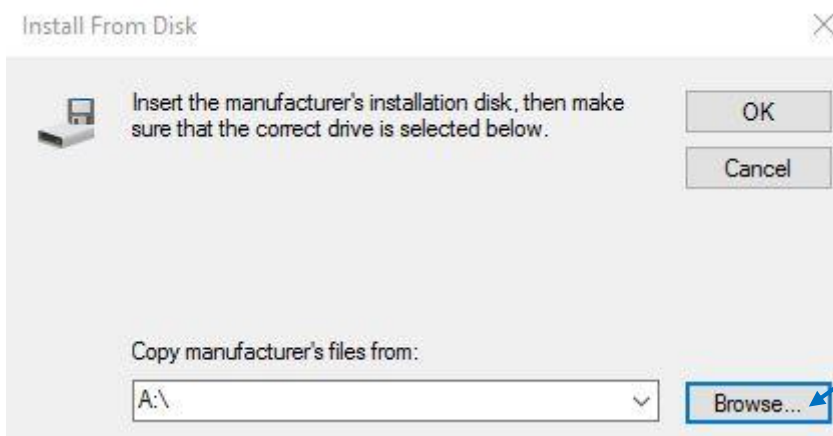 Install From Disk
Insert the manufacturer's installation disk, then make
sure that the correct drive is selected below.
OK
Cancel
Copy manufacturer's files from:
A:\
Browse...